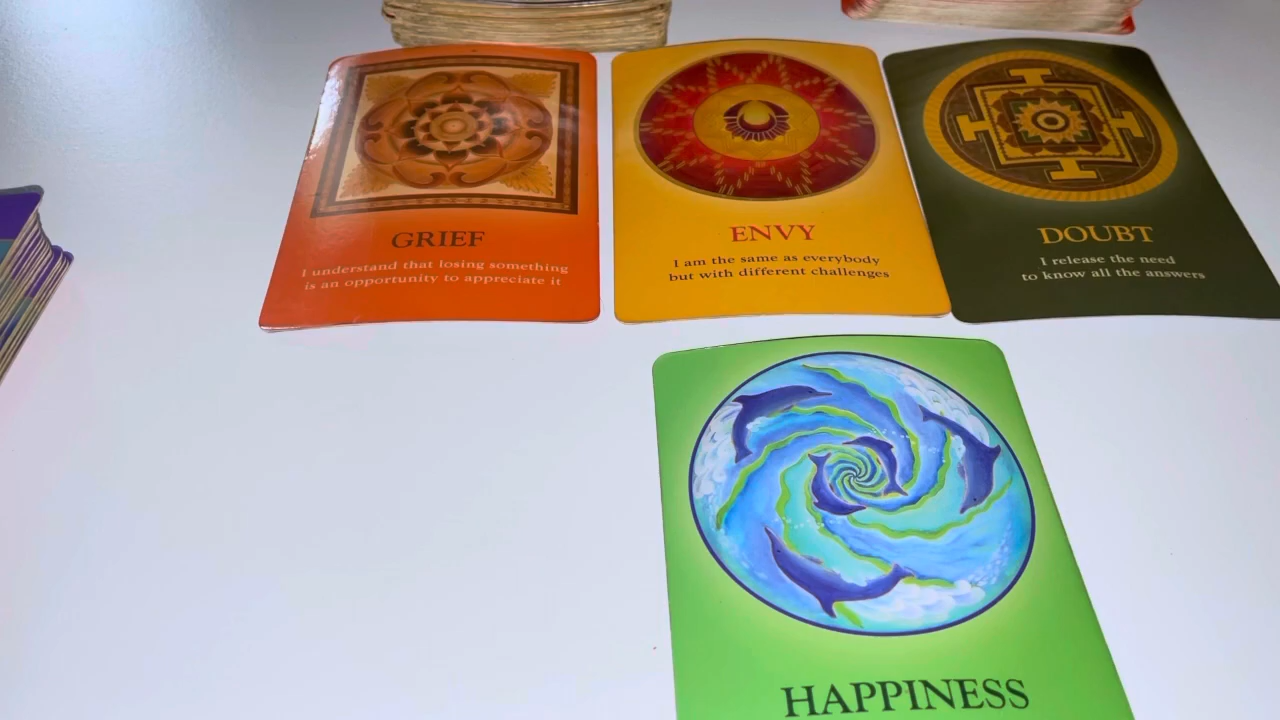 GRIEF
I understand that losing something
is an opportunity to appreciate it
ENVY
I am the same as everybody
but with different challenges
DOUBT
I release the need
to know all the answers
HAPPINESS